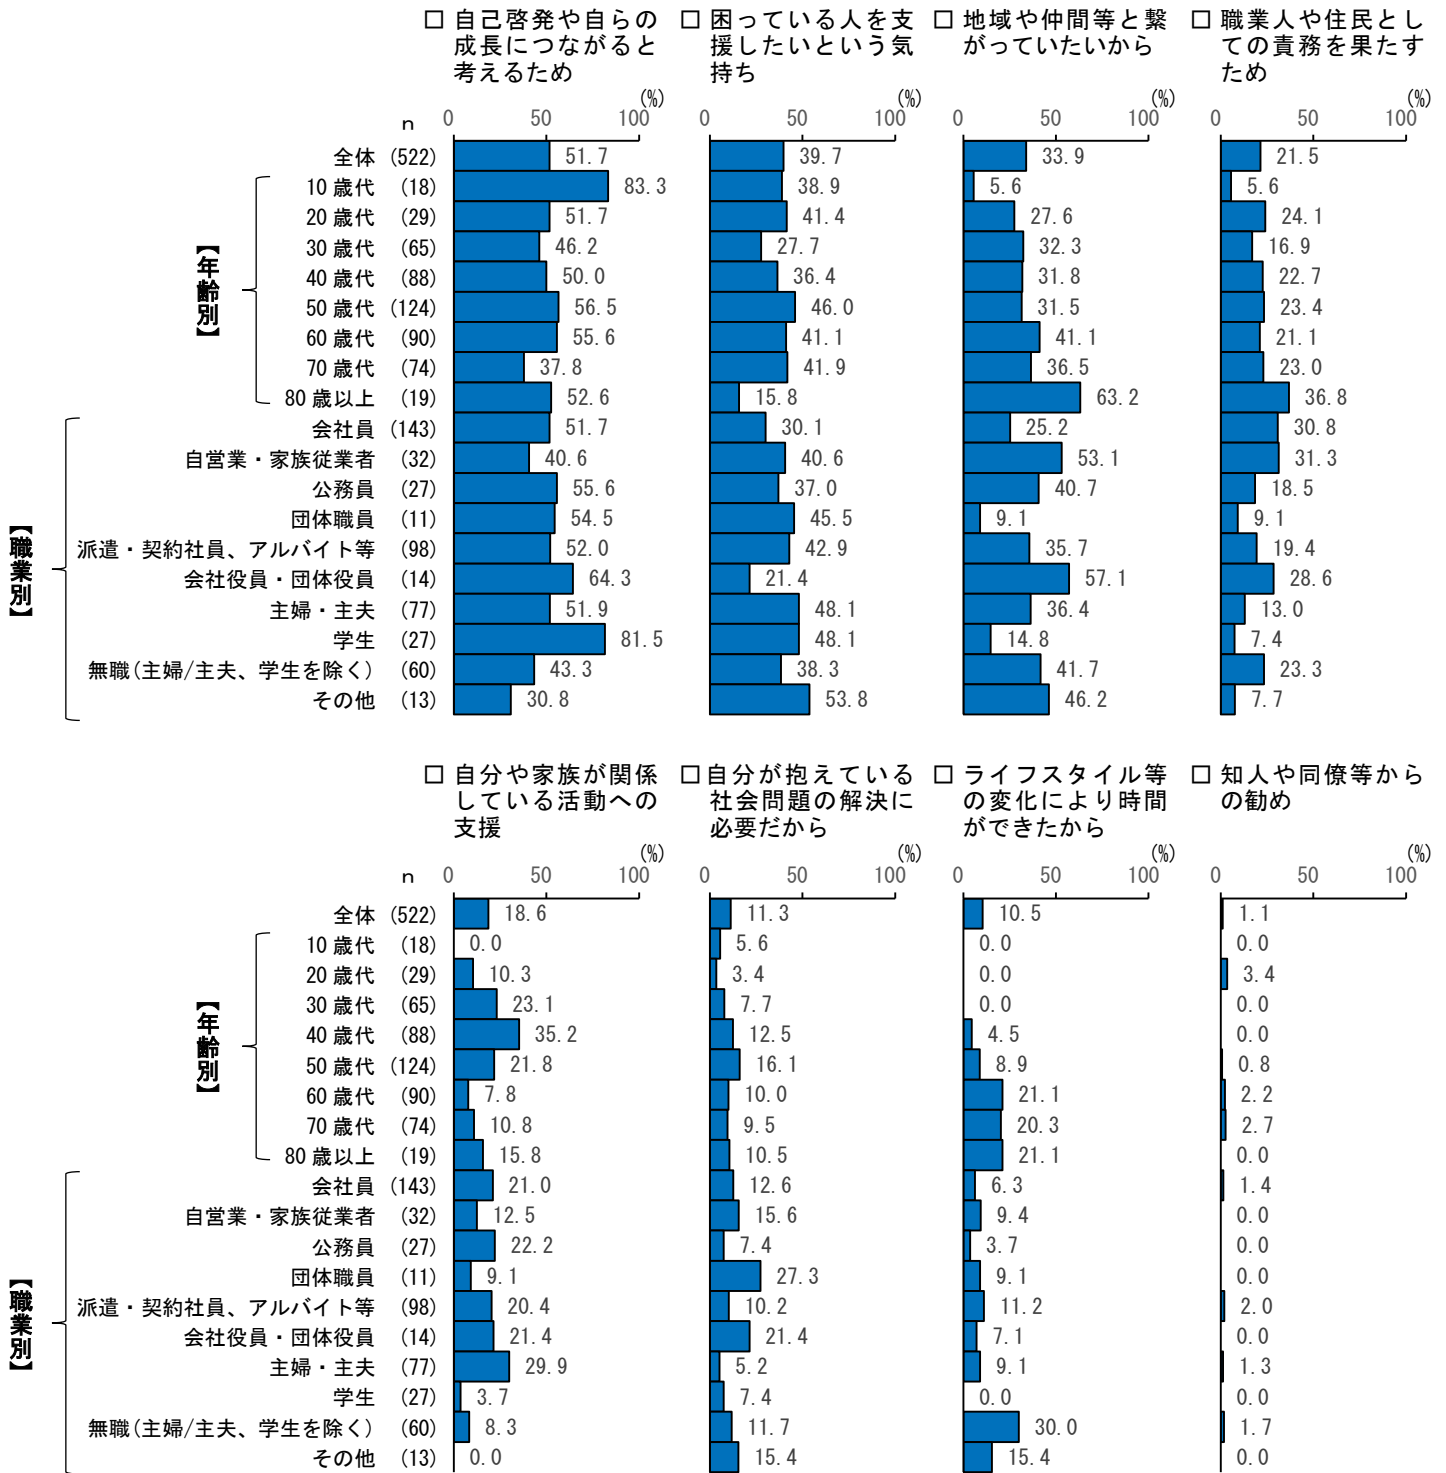 □ 自己啓発や自らの成長につながると考えるため
□ 困っている人を支援したいという気持ち
□ 地域や仲間等と繋がっていたいから
□ 職業人や住民としての責務を果たすため
(%) (%) (%) (%)
n 0 50 100 0 50 100 0 50 100 0 50 100
全体 (522) 51.7 39.7 33.9 21.5
【年齢別】
10歳代 (18) 83.3 38.9 5.6 5.6
20歳代 (29) 51.7 41.4 27.6 24.1
30歳代 (65) 46.2 27.7 32.3 16.9
40歳代 (88) 50.0 36.4 31.8 22.7
50歳代 (124) 56.5 46.0 31.5 23.4
60歳代 (90) 55.6 41.1 41.1 21.1
70歳代 (74) 37.8 41.9 36.5 23.0
80歳以上 (19) 52.6 15.8 63.2 36.8
【職業別】
会社員 (143) 51.7 30.1 25.2 30.8
自営業・家族従業者 (32) 40.6 40.6 53.1 31.3
公務員 (27) 55.6 37.0 40.7 18.5
団体職員 (11) 54.5 45.5 9.1 9.1
派遣・契約社員、アルバイト等 (98) 52.0 42.9 35.7 19.4
会社役員・団体役員 (14) 64.3 21.4 57.1 28.6
主婦・主夫 (77) 51.9 48.1 36.4 13.0
学生 (27) 81.5 48.1 14.8 7.4
無職(主婦/主夫、学生を除く) (60) 43.3 38.3 41.7 23.3
その他 (13) 30.8 53.8 46.2 7.7
□ 自分や家族が関係している活動への支援
□ 自分が抱えている社会問題の解決に必要だから
□ ライフスタイル等の変化により時間ができたから
□ 知人や同僚等からの勧め
(%) (%) (%) (%)
n 0 50 100 0 50 100 0 50 100 0 50 100
全体 (522) 18.6 11.3 10.5 1.1
【年齢別】
10歳代 (18) 0.0 5.6 0.0 0.0
20歳代 (29) 10.3 3.4 0.0 3.4
30歳代 (65) 23.1 7.7 0.0 0.0
40歳代 (88) 35.2 12.5 4.5 0.0
50歳代 (124) 21.8 16.1 8.9 0.8
60歳代 (90) 7.8 10.0 21.1 2.2
70歳代 (74) 10.8 9.5 20.3 2.7
80歳以上 (19) 15.8 10.5 21.1 0.0
【職業別】
会社員 (143) 21.0 12.6 6.3 1.4
自営業・家族従業者 (32) 12.5 15.6 9.4 0.0
公務員 (27) 22.2 7.4 3.7 0.0
団体職員 (11) 9.1 27.3 9.1 0.0
派遣・契約社員、アルバイト等 (98) 20.4 10.2 11.2 2.0
会社役員・団体役員 (14) 21.4 21.4 7.1 0.0
主婦・主夫 (77) 29.9 5.2 9.1 1.3
学生 (27) 3.7 7.4 0.0 0.0
無職(主婦/主夫、学生を除く) (60) 8.3 11.7 30.0 1.7
その他 (13) 0.0 15.4 15.4 0.0